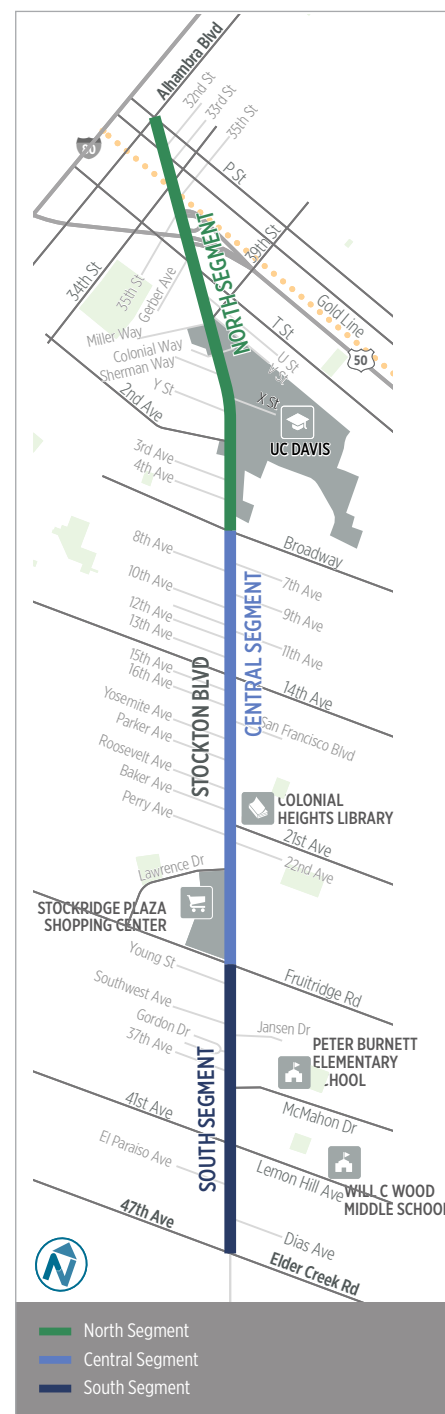 Alhambra Blvd
32nd St
33rd St
35th St
80
P St
39th St
34th St
35th St
Gerber Ave
NORTH SEGMENT
Gold Line
T St
50
Miller Way
Colonial Way
Sherman Way
U St
V St
Y St
X St
2nd Ave
UC DAVIS
3rd Ave
4th Ave
Broadway
8th Ave
7th Ave
10th Ave
9th Ave
12th Ave
13th Ave
11th Ave
CENTRAL SEGMENT
STOCKTON BLVD
15th Ave
16th Ave
14th Ave
Yosemite Ave
San Francisco Blvd
Parker Ave
Roosevelt Ave
Baker Ave
Perry Ave
COLONIAL
HEIGHTS LIBRARY
21st Ave
22nd Ave
Lawrence Dr
STOCKRIDGE PLAZA
SHOPPING CENTER
Young St
Fruitridge Rd
Southwest Ave
Gordon Dr
37th Ave
Jansen Dr
PETER BURNETT
ELEMENTARY
CHOOL
SOUTH SEGMENT
McMahon Dr
41st Ave
El Paraiso Ave
Lemon Hill Ave
WILL C WOOD
MIDDLE SCHOOL
47th Ave
Dias Ave
Elder Creek Rd
N
North Segment
Central Segment
South Segment